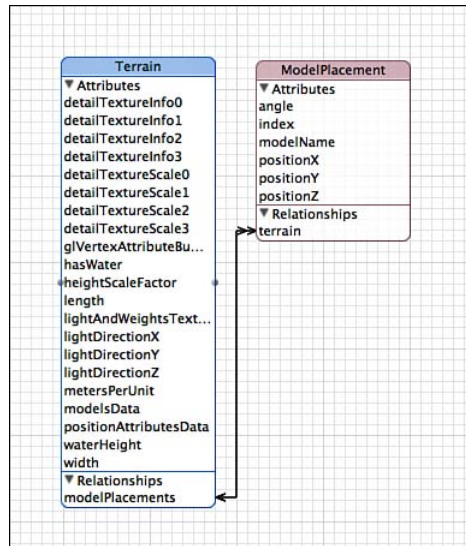 Terrain
Attributes
detailTextureInfo0
detailTextureInfo1
detailTextureInfo2
detailTextureInfo3
detailTextureScale0
detailTextureScale1
detailTextureScale2
detailTextureScale3
glVertexAttributeBu...
hasWater
heightScaleFactor
length
lightAndWeightsText...
lightDirectionX
lightDirectionY
lightDirectionZ
metersPerUnit
modelsData
positionAttributesData
waterHeight
width
Relationships
modelPlacements
ModelPlacement
Attributes
angle
index
modelName
positionX
positionY
positionZ
Relationships
terrain